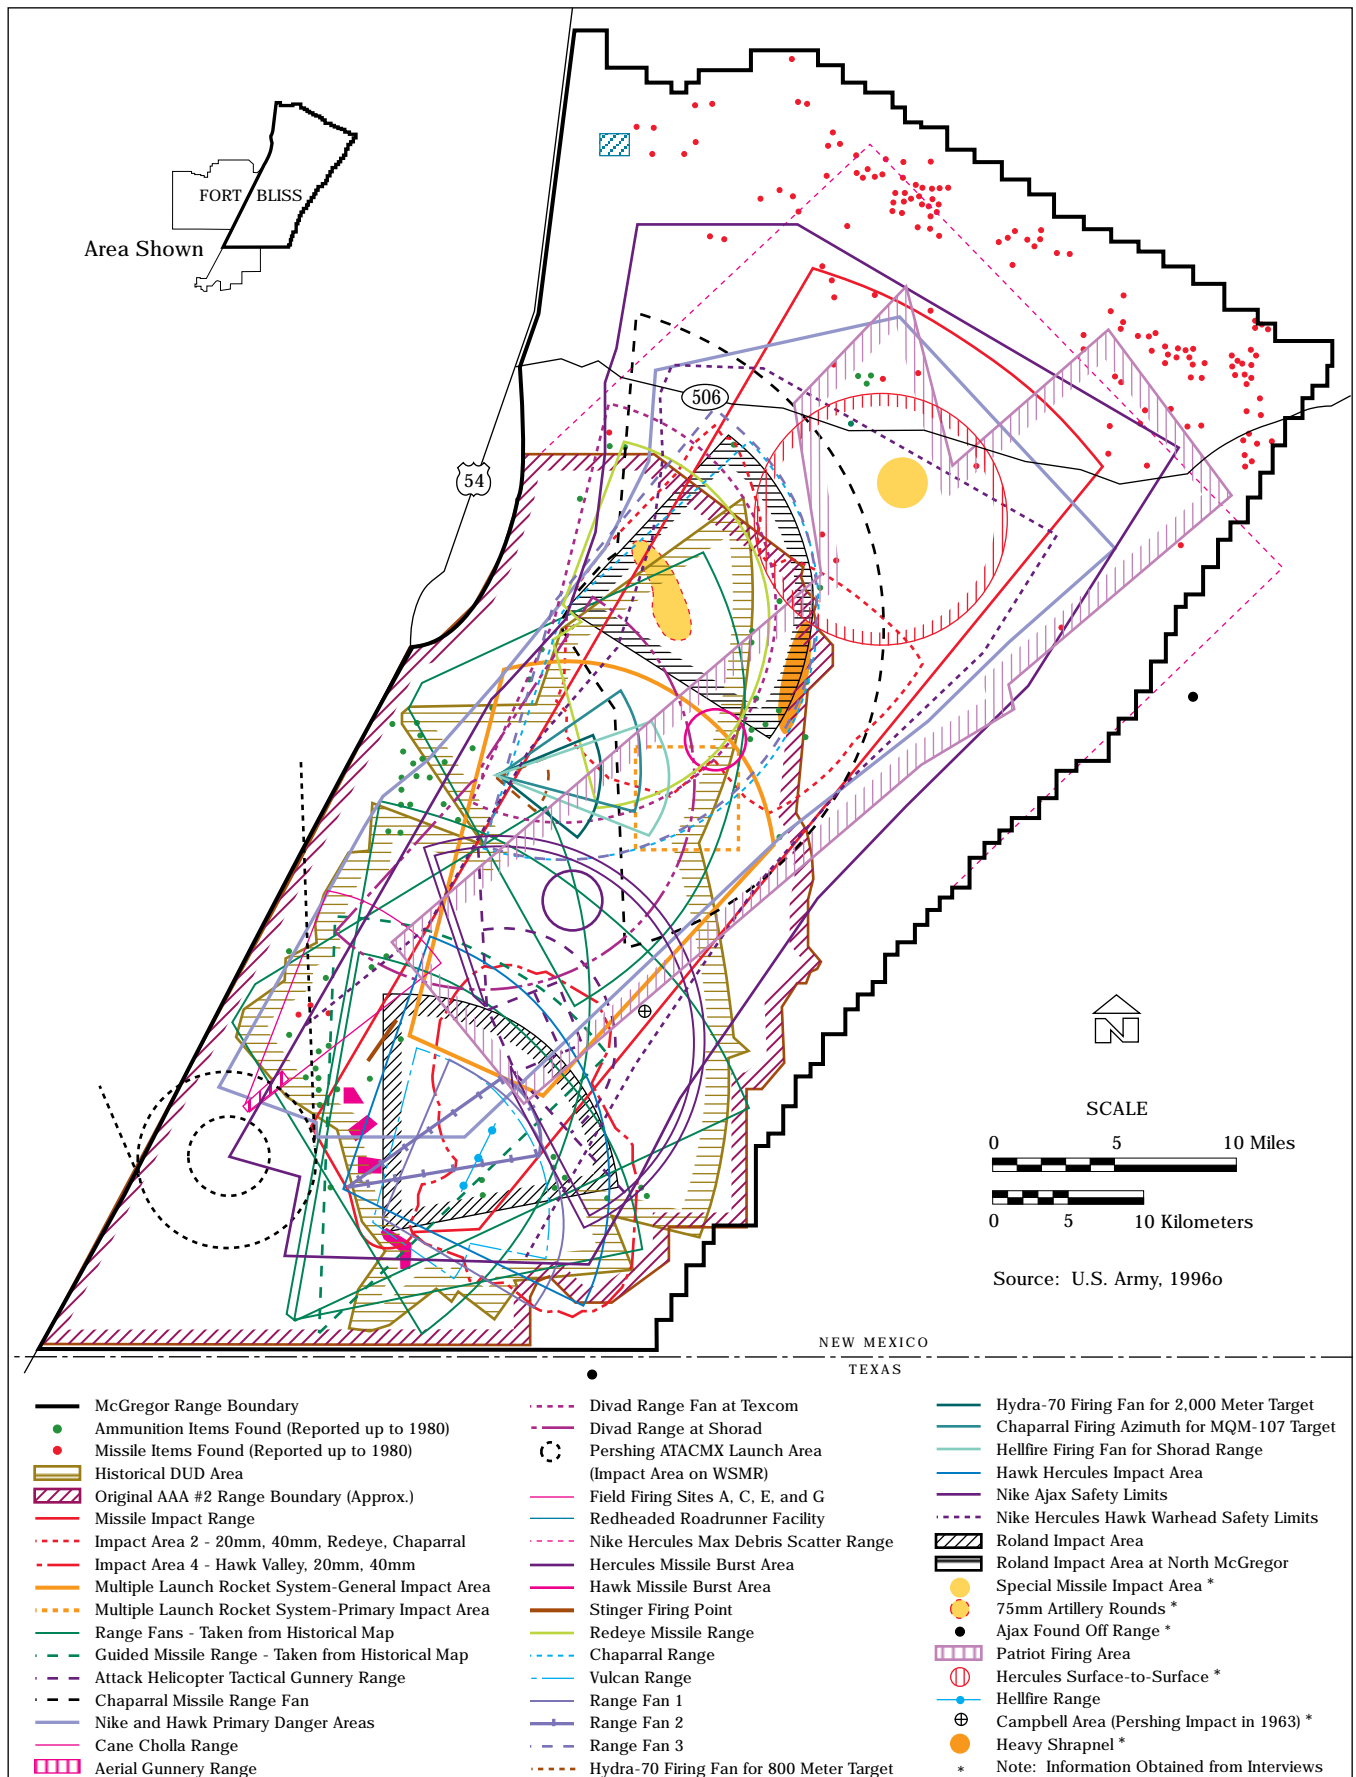 FORT BLISS
Area Shown
506
54
N
SCALE
0 5 10 Miles
0 5 10 Kilometers
Source: U.S. Army, 1996o
NEW MEXICO
TEXAS
McGregor Range Boundary
Ammunition Items Found (Reported up to 1980)
Missile Items Found (Reported up to 1980)
Historical DUD Area
Original AAA #2 Range Boundary (Approx.)
Missile Impact Range
Impact Area 2 - 20mm, 40mm, Redeye, Chaparral
Impact Area 4 - Hawk Valley, 20mm, 40mm
Multiple Launch Rocket System-General Impact Area
Multiple Launch Rocket System-Primary Impact Area
Range Fans - Taken from Historical Map
Guided Missile Range - Taken from Historical Map
Attack Helicopter Tactical Gunnery Range
Chaparral Missile Range Fan
Nike and Hawk Primary Danger Areas
Cane Cholla Range
Aerial Gunnery Range
Divad Range Fan at Texcom
Divad Range at Shorad
Pershing ATACMX Launch Area
(Impact Area on WSMR)
Field Firing Sites A, C, E, and G
Redheaded Roadrunner Facility
Nike Hercules Max Debris Scatter Range
Hercules Missile Burst Area
Hawk Missile Burst Area
Stinger Firing Point
Redeye Missile Range
Chaparral Range
Vulcan Range
Range Fan 1
Range Fan 2
Range Fan 3
Hydra-70 Firing Fan for 800 Meter Target
Hydra-70 Firing Fan for 2,000 Meter Target
Chaparral Firing Azimuth for MQM-107 Target
Hellfire Firing Fan for Shorad Range
Hawk Hercules Impact Area
Nike Ajax Safety Limits
Nike Hercules Hawk Warhead Safety Limits
Roland Impact Area
Roland Impact Area at North McGregor
Special Missile Impact Area *
75mm Artillery Rounds *
Ajax Found Off Range *
Patriot Firing Area
Hercules Surface-to-Surface *
Hellfire Range
Campbell Area (Pershing Impact in 1963) *
Heavy Shrapnel *
* Note: Information Obtained from Interviews